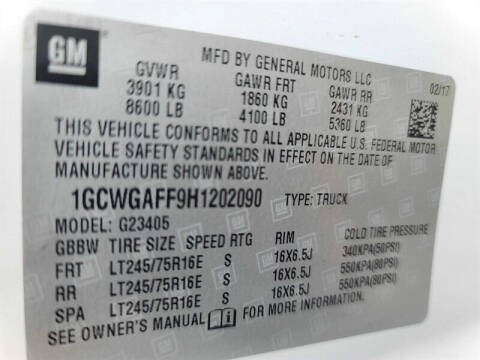 GM
MFD BY GENERAL MOTORS LLC
02/17
GVWR GAWR FRT GAWR RR
3901 KG 1860 KG 2431 KG
8600 LB 4100 LB 5360 LB
THIS VEHICLE CONFORMS TO ALL APPLICABLE U.S. FEDERAL MOTOR
VEHICLE SAFETY STANDARDS IN EFFECT ON THE DATE OF
MANUFACTURE SHOWN ABOVE.
1GCWGAFF9H1202090 TYPE: TRUCK
MODEL: G23405
GBBW TIRE SIZE SPEED RTG RIM COLD TIRE PRESSURE
FRT LT245/75R16E S 16X6.5J 340KPA(50PSI)
RR LT245/75R16E S 16X6.5J 550KPA(80PSI)
SPA LT245/75R16E S 16X6.5J 550KPA(80PSI)
SEE OWNER'S MANUAL FOR MORE INFORMATION.